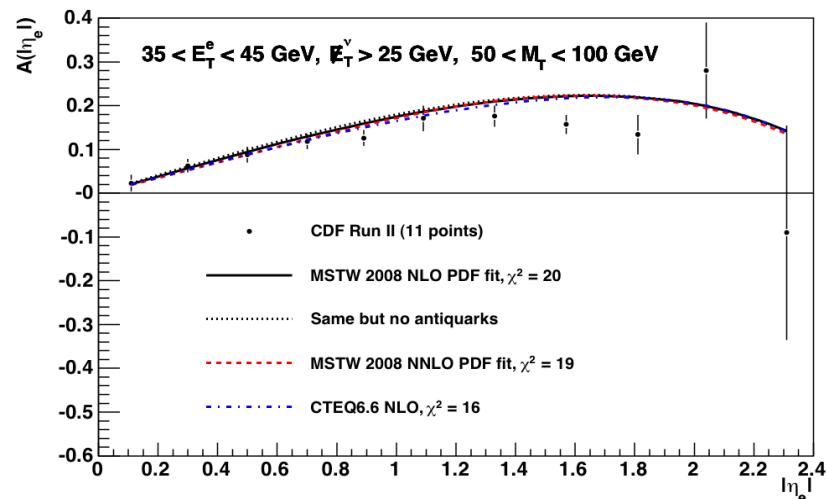 A(|ηₑ|)
35 < E_T^e < 45 GeV, E̸_T^ν > 25 GeV, 50 < M_T < 100 GeV
0.4
0.3
0.2
0.1
-0
-0.1
-0.2
-0.3
-0.4
-0.5
-0.6
CDF Run II (11 points)
MSTW 2008 NLO PDF fit, χ² = 20
Same but no antiquarks
MSTW 2008 NNLO PDF fit, χ² = 19
CTEQ6.6 NLO, χ² = 16
0 0.2 0.4 0.6 0.8 1 1.2 1.4 1.6 1.8 2 2.2 2.4
|ηₑ|